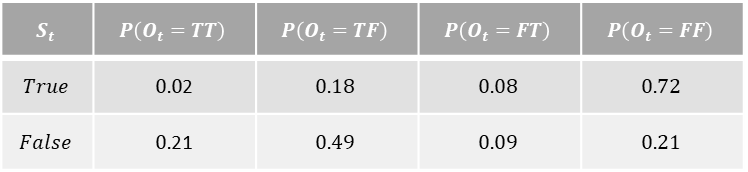 S_t P(O_t = TT) P(O_t = TF) P(O_t = FT) P(O_t = FF)
True 0.02 0.18 0.08 0.72
False 0.21 0.49 0.09 0.21